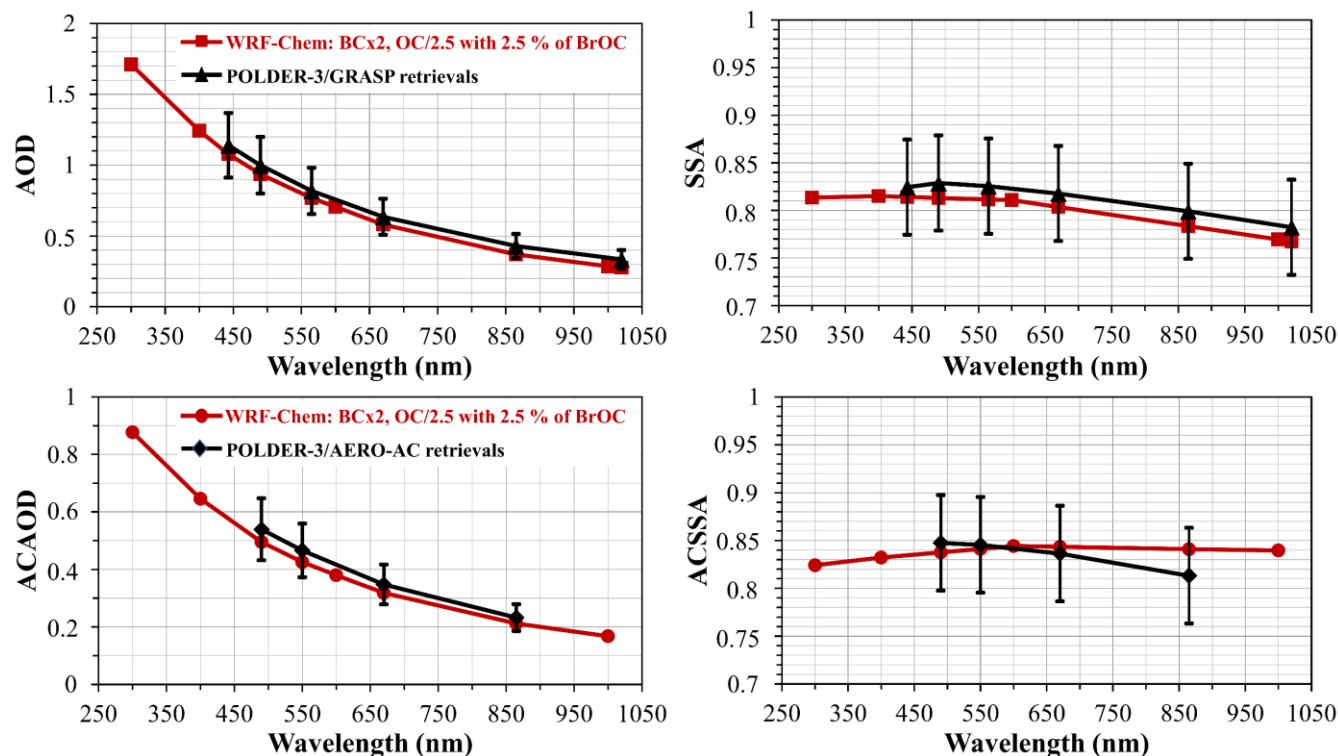 2
1.5
1
0.5
0
AOD
WRF-Chem: BCx2, OC/2.5 with 2.5 % of BrOC
POLDER-3/GRASP retrievals
250 350 450 550 650 750 850 950 1050
Wavelength (nm)
1
0.95
0.9
0.85
0.8
0.75
0.7
SSA
250 350 450 550 650 750 850 950 1050
Wavelength (nm)
1
0.8
0.6
0.4
0.2
0
ACAOD
WRF-Chem: BCx2, OC/2.5 with 2.5 % of BrOC
POLDER-3/AERO-AC retrievals
250 350 450 550 650 750 850 950 1050
Wavelength (nm)
1
0.95
0.9
0.85
0.8
0.75
0.7
ACSSA
250 350 450 550 650 750 850 950 1050
Wavelength (nm)